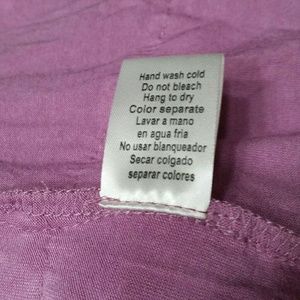 Hand wash cold
Do not bleach
Hang to dry
Color separate
Lavar a mano
en agua fria
No usar blanqueador
Secar colgado
separar colores